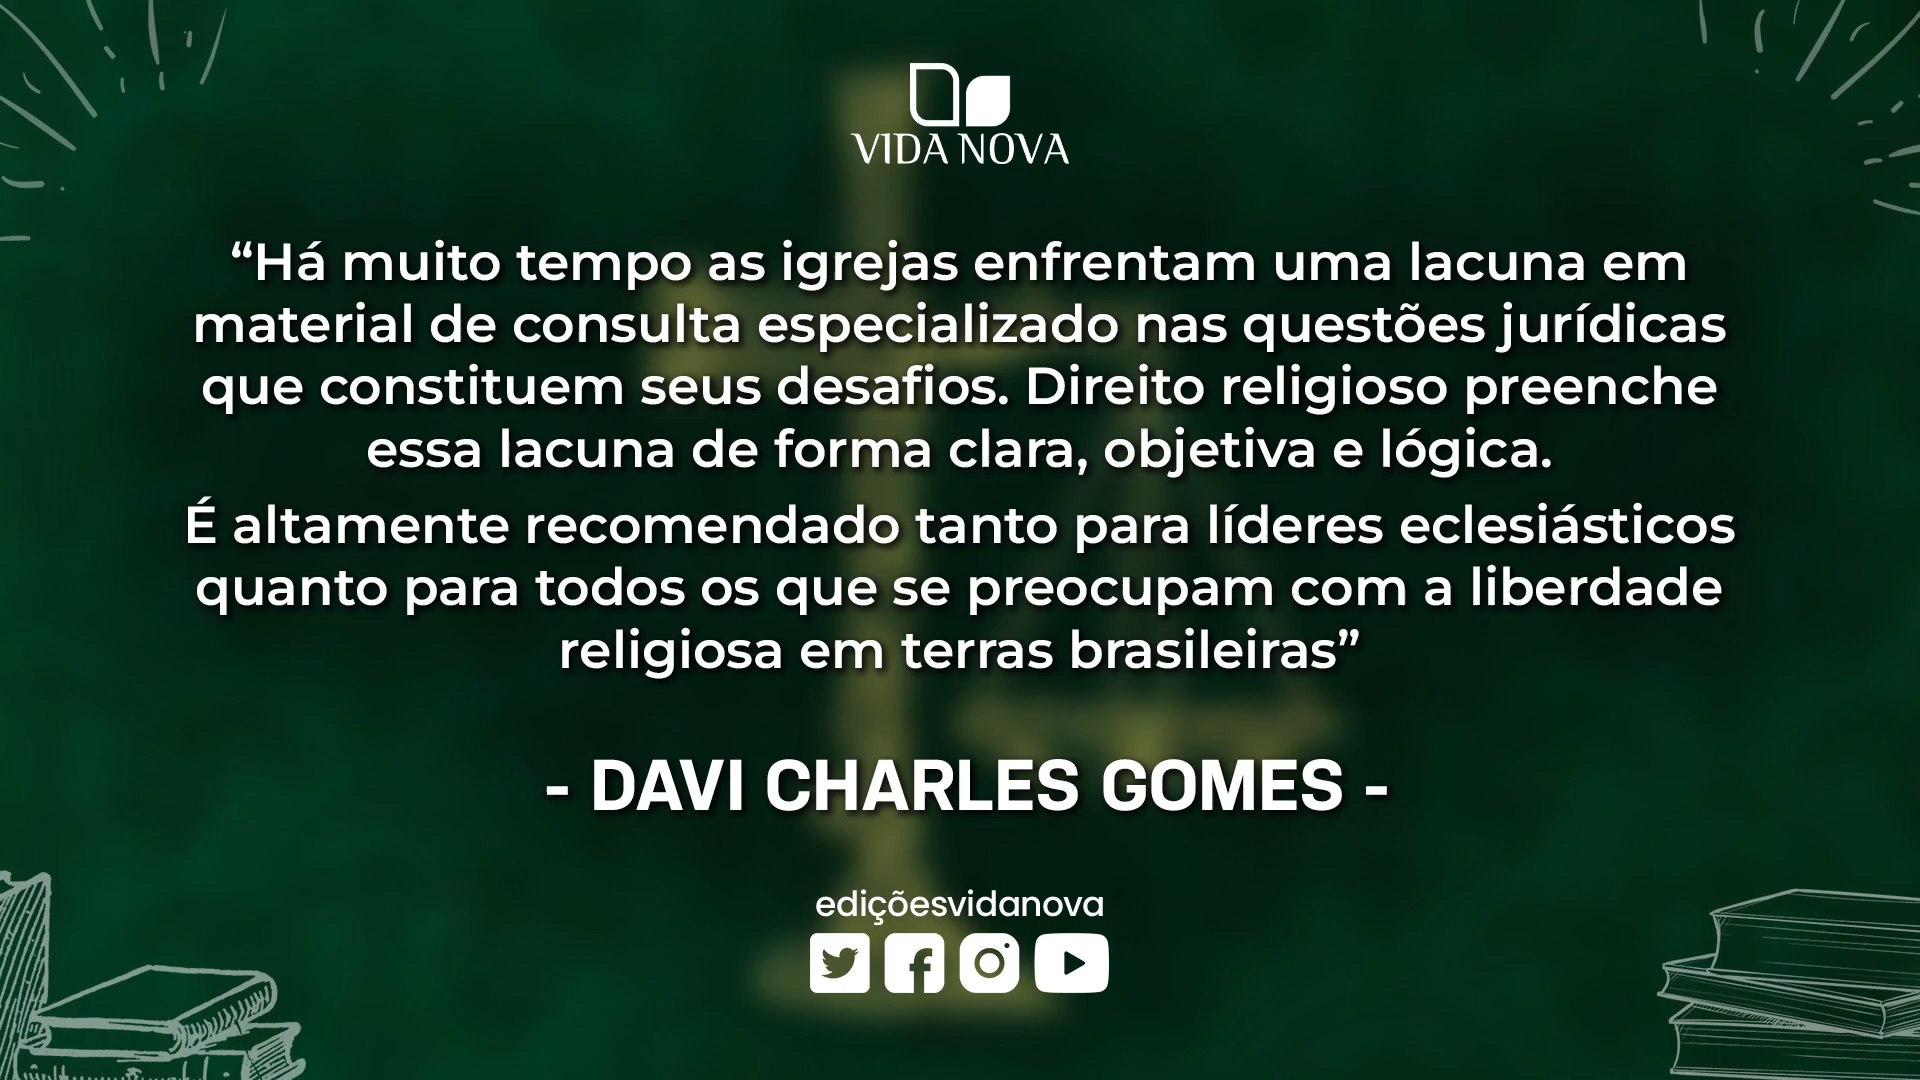 VIDA NOVA
“Há muito tempo as igrejas enfrentam uma lacuna em
material de consulta especializado nas questões jurídicas
que constituem seus desafios. Direito religioso preenche
essa lacuna de forma clara, objetiva e lógica.
É altamente recomendado tanto para líderes eclesiásticos
quanto para todos os que se preocupam com a liberdade
religiosa em terras brasileiras”
- DAVI CHARLES GOMES -
ediçõesvidanova